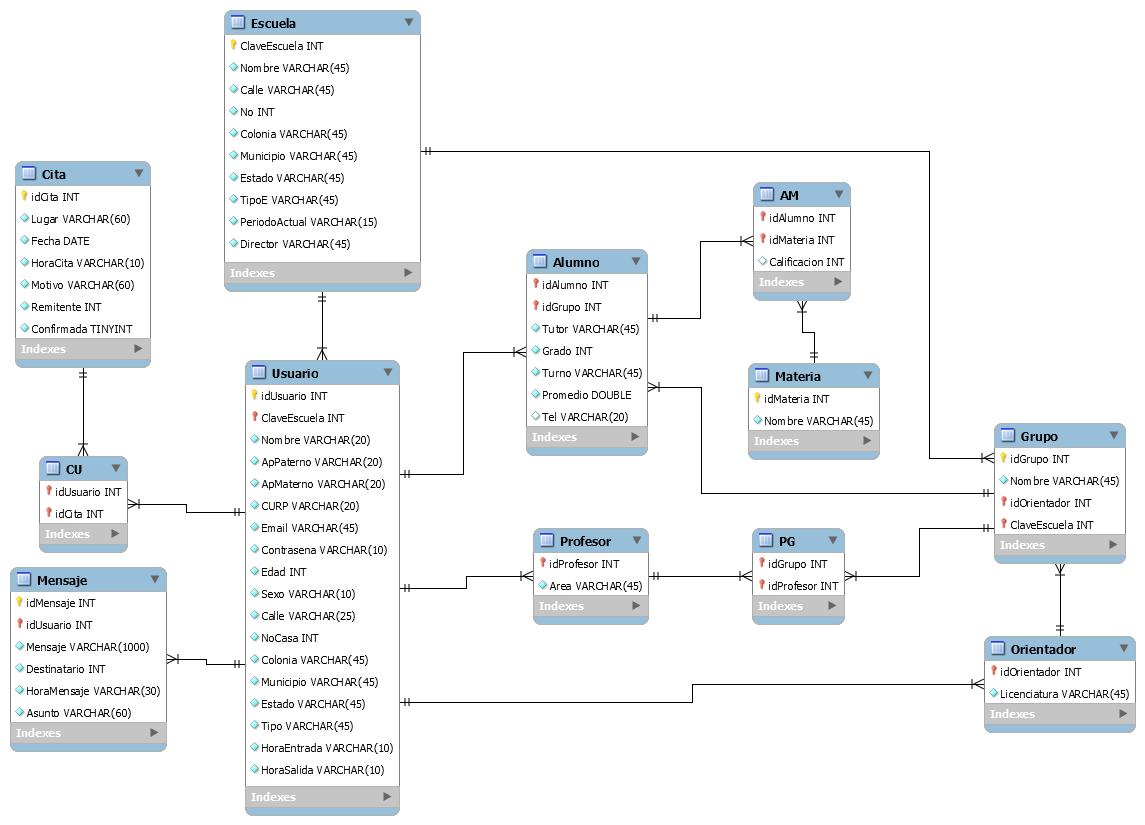 Escuela
ClaveEscuela INT
Nombre VARCHAR(45)
Calle VARCHAR(45)
No INT
Colonia VARCHAR(45)
Municipio VARCHAR(45)
Estado VARCHAR(45)
TipoE VARCHAR(45)
PeriodoActual VARCHAR(15)
Director VARCHAR(45)
Indexes
Cita
idCita INT
Lugar VARCHAR(60)
Fecha DATE
HoraCita VARCHAR(10)
Motivo VARCHAR(60)
Remitente INT
Confirmada TINYINT
Indexes
AM
idAlumno INT
idMateria INT
Calificacion INT
Indexes
Alumno
idAlumno INT
idGrupo INT
Tutor VARCHAR(45)
Grado INT
Turno VARCHAR(45)
Promedio DOUBLE
Tel VARCHAR(20)
Indexes
Materia
idMateria INT
Nombre VARCHAR(45)
Indexes
Usuario
idUsuario INT
ClaveEscuela INT
Nombre VARCHAR(20)
ApPaterno VARCHAR(20)
ApMaterno VARCHAR(20)
CURP VARCHAR(20)
Email VARCHAR(45)
Contrasena VARCHAR(10)
Edad INT
Sexo VARCHAR(10)
Calle VARCHAR(25)
NoCasa INT
Colonia VARCHAR(45)
Municipio VARCHAR(45)
Estado VARCHAR(45)
Tipo VARCHAR(45)
HoraEntrada VARCHAR(10)
HoraSalida VARCHAR(10)
Indexes
Grupo
idGrupo INT
Nombre VARCHAR(45)
idOrientador INT
ClaveEscuela INT
Indexes
CU
idUsuario INT
idCita INT
Indexes
Profesor
idProfesor INT
Area VARCHAR(45)
Indexes
PG
idGrupo INT
idProfesor INT
Indexes
Mensaje
idMensaje INT
idUsuario INT
Mensaje VARCHAR(1000)
Destinatario INT
HoraMensaje VARCHAR(30)
Asunto VARCHAR(60)
Indexes
Orientador
idOrientador INT
Licenciatura VARCHAR(45)
Indexes